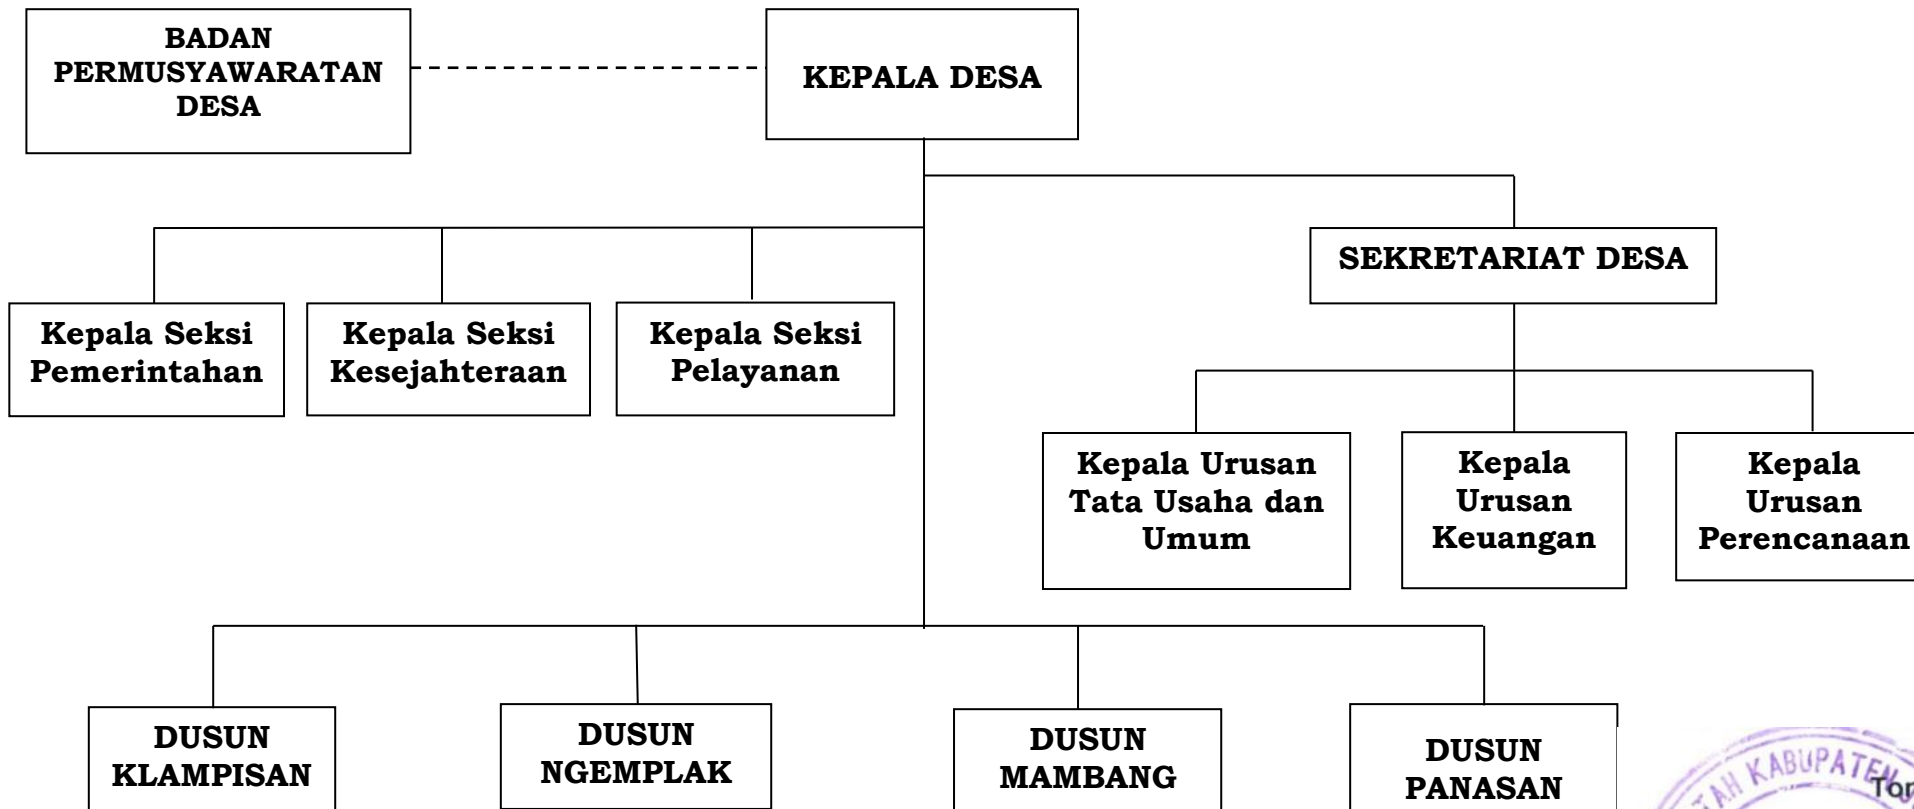 BADAN
PERMUSYAWARATAN
DESA
KEPALA DESA
SEKRETARIAT DESA
Kepala Seksi
Pemerintahan
Kepala Seksi
Kesejahteraan
Kepala Seksi
Pelayanan
Kepala Urusan
Tata Usaha dan
Umum
Kepala
Urusan
Keuangan
Kepala
Urusan
Perencanaan
DUSUN
KLAMPISAN
DUSUN
NGEMPLAK
DUSUN
MAMBANG
DUSUN
PANASAN
KABUPATEN